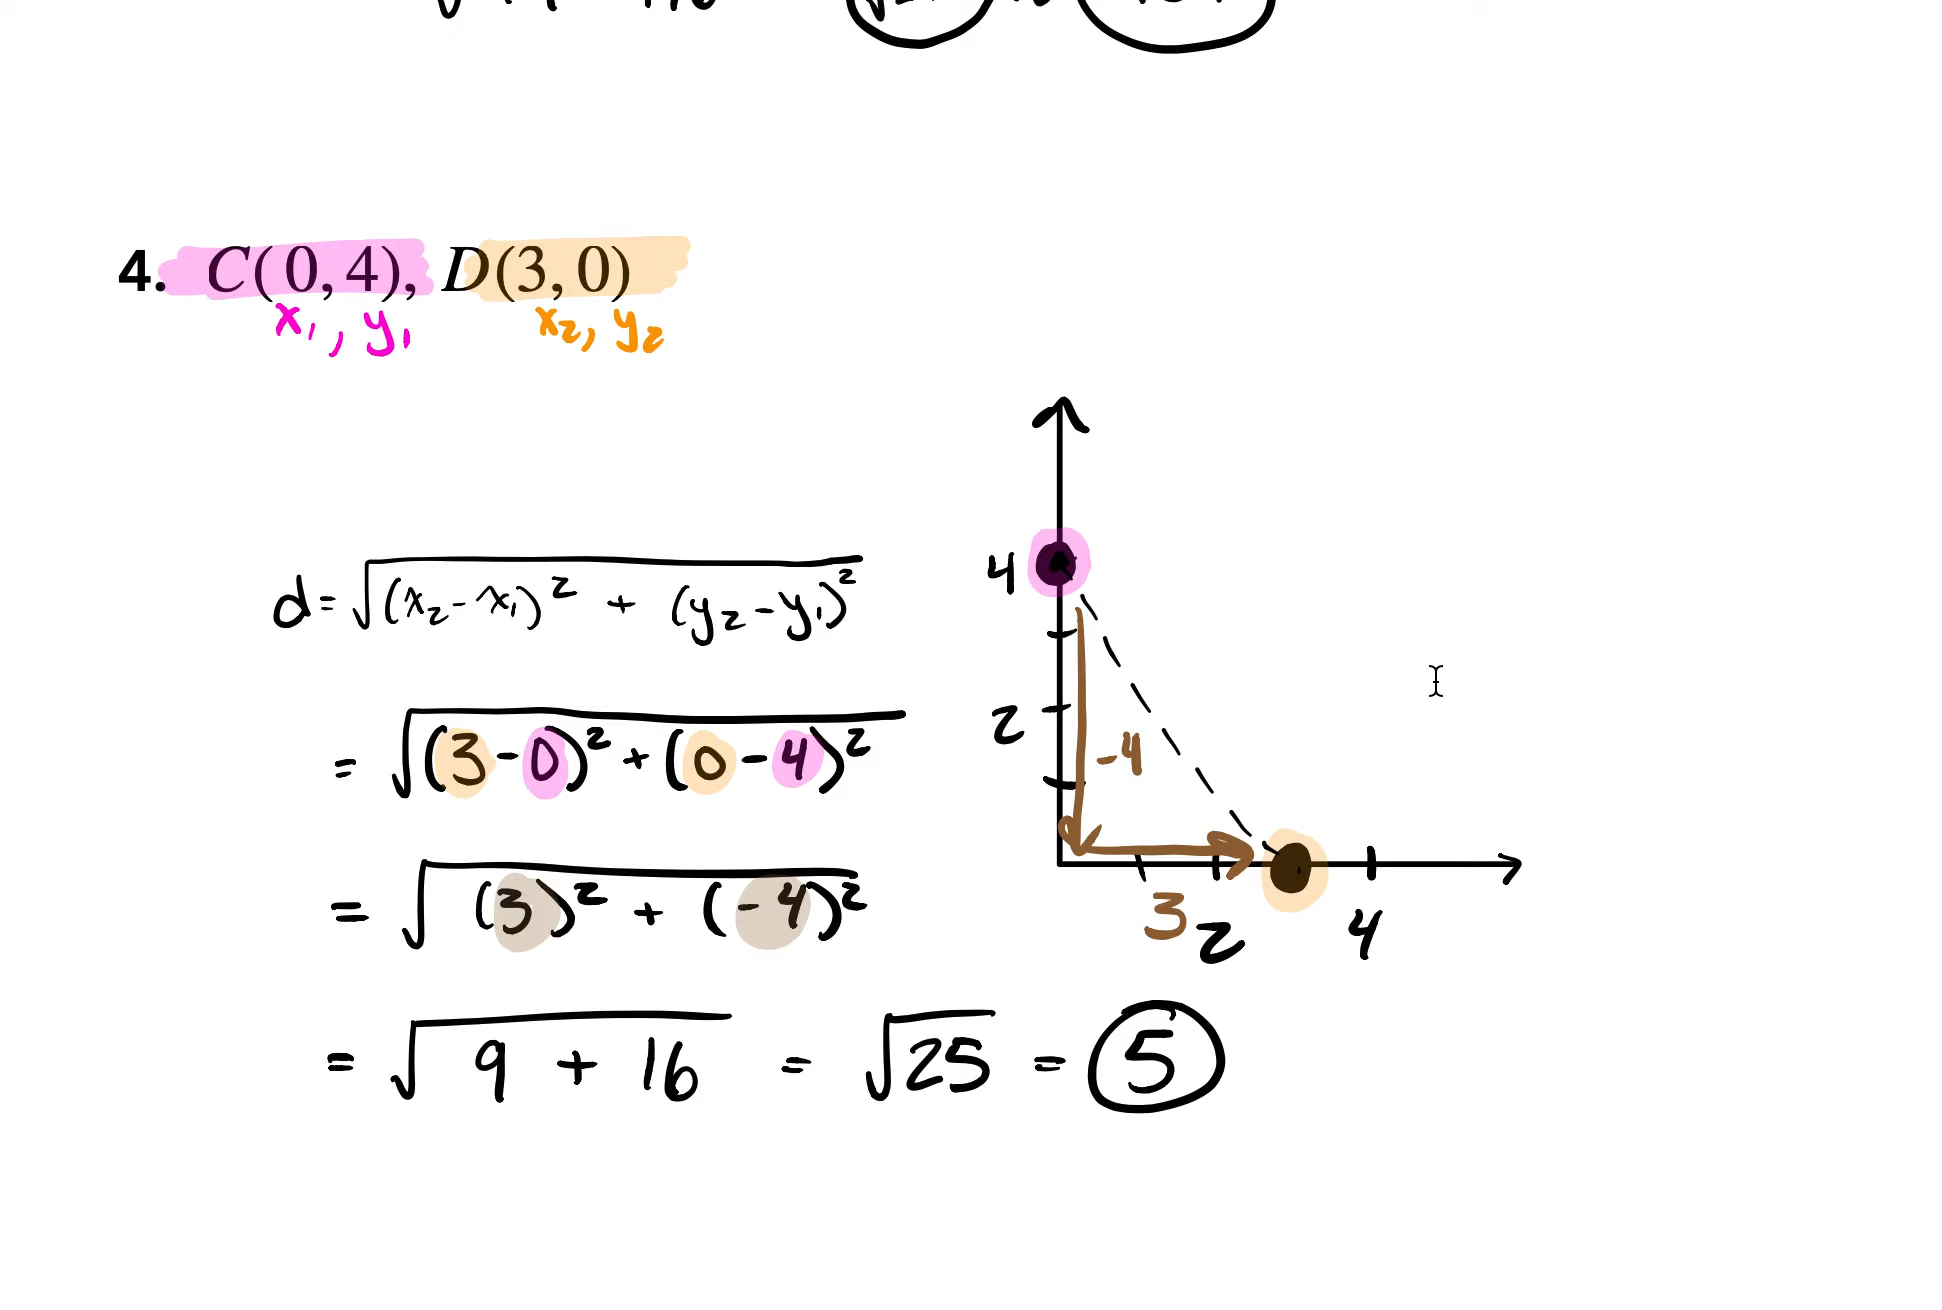 4. C(0, 4), D(3, 0)
x₁, y₁ x₂, y₂
d = √((x₂ - x₁)² + (y₂ - y₁)²)
= √((3 - 0)² + (0 - 4)²)
= √((3)² + (-4)²)
= √(9 + 16) = √25 = 5
4
2
-4
3
2
4